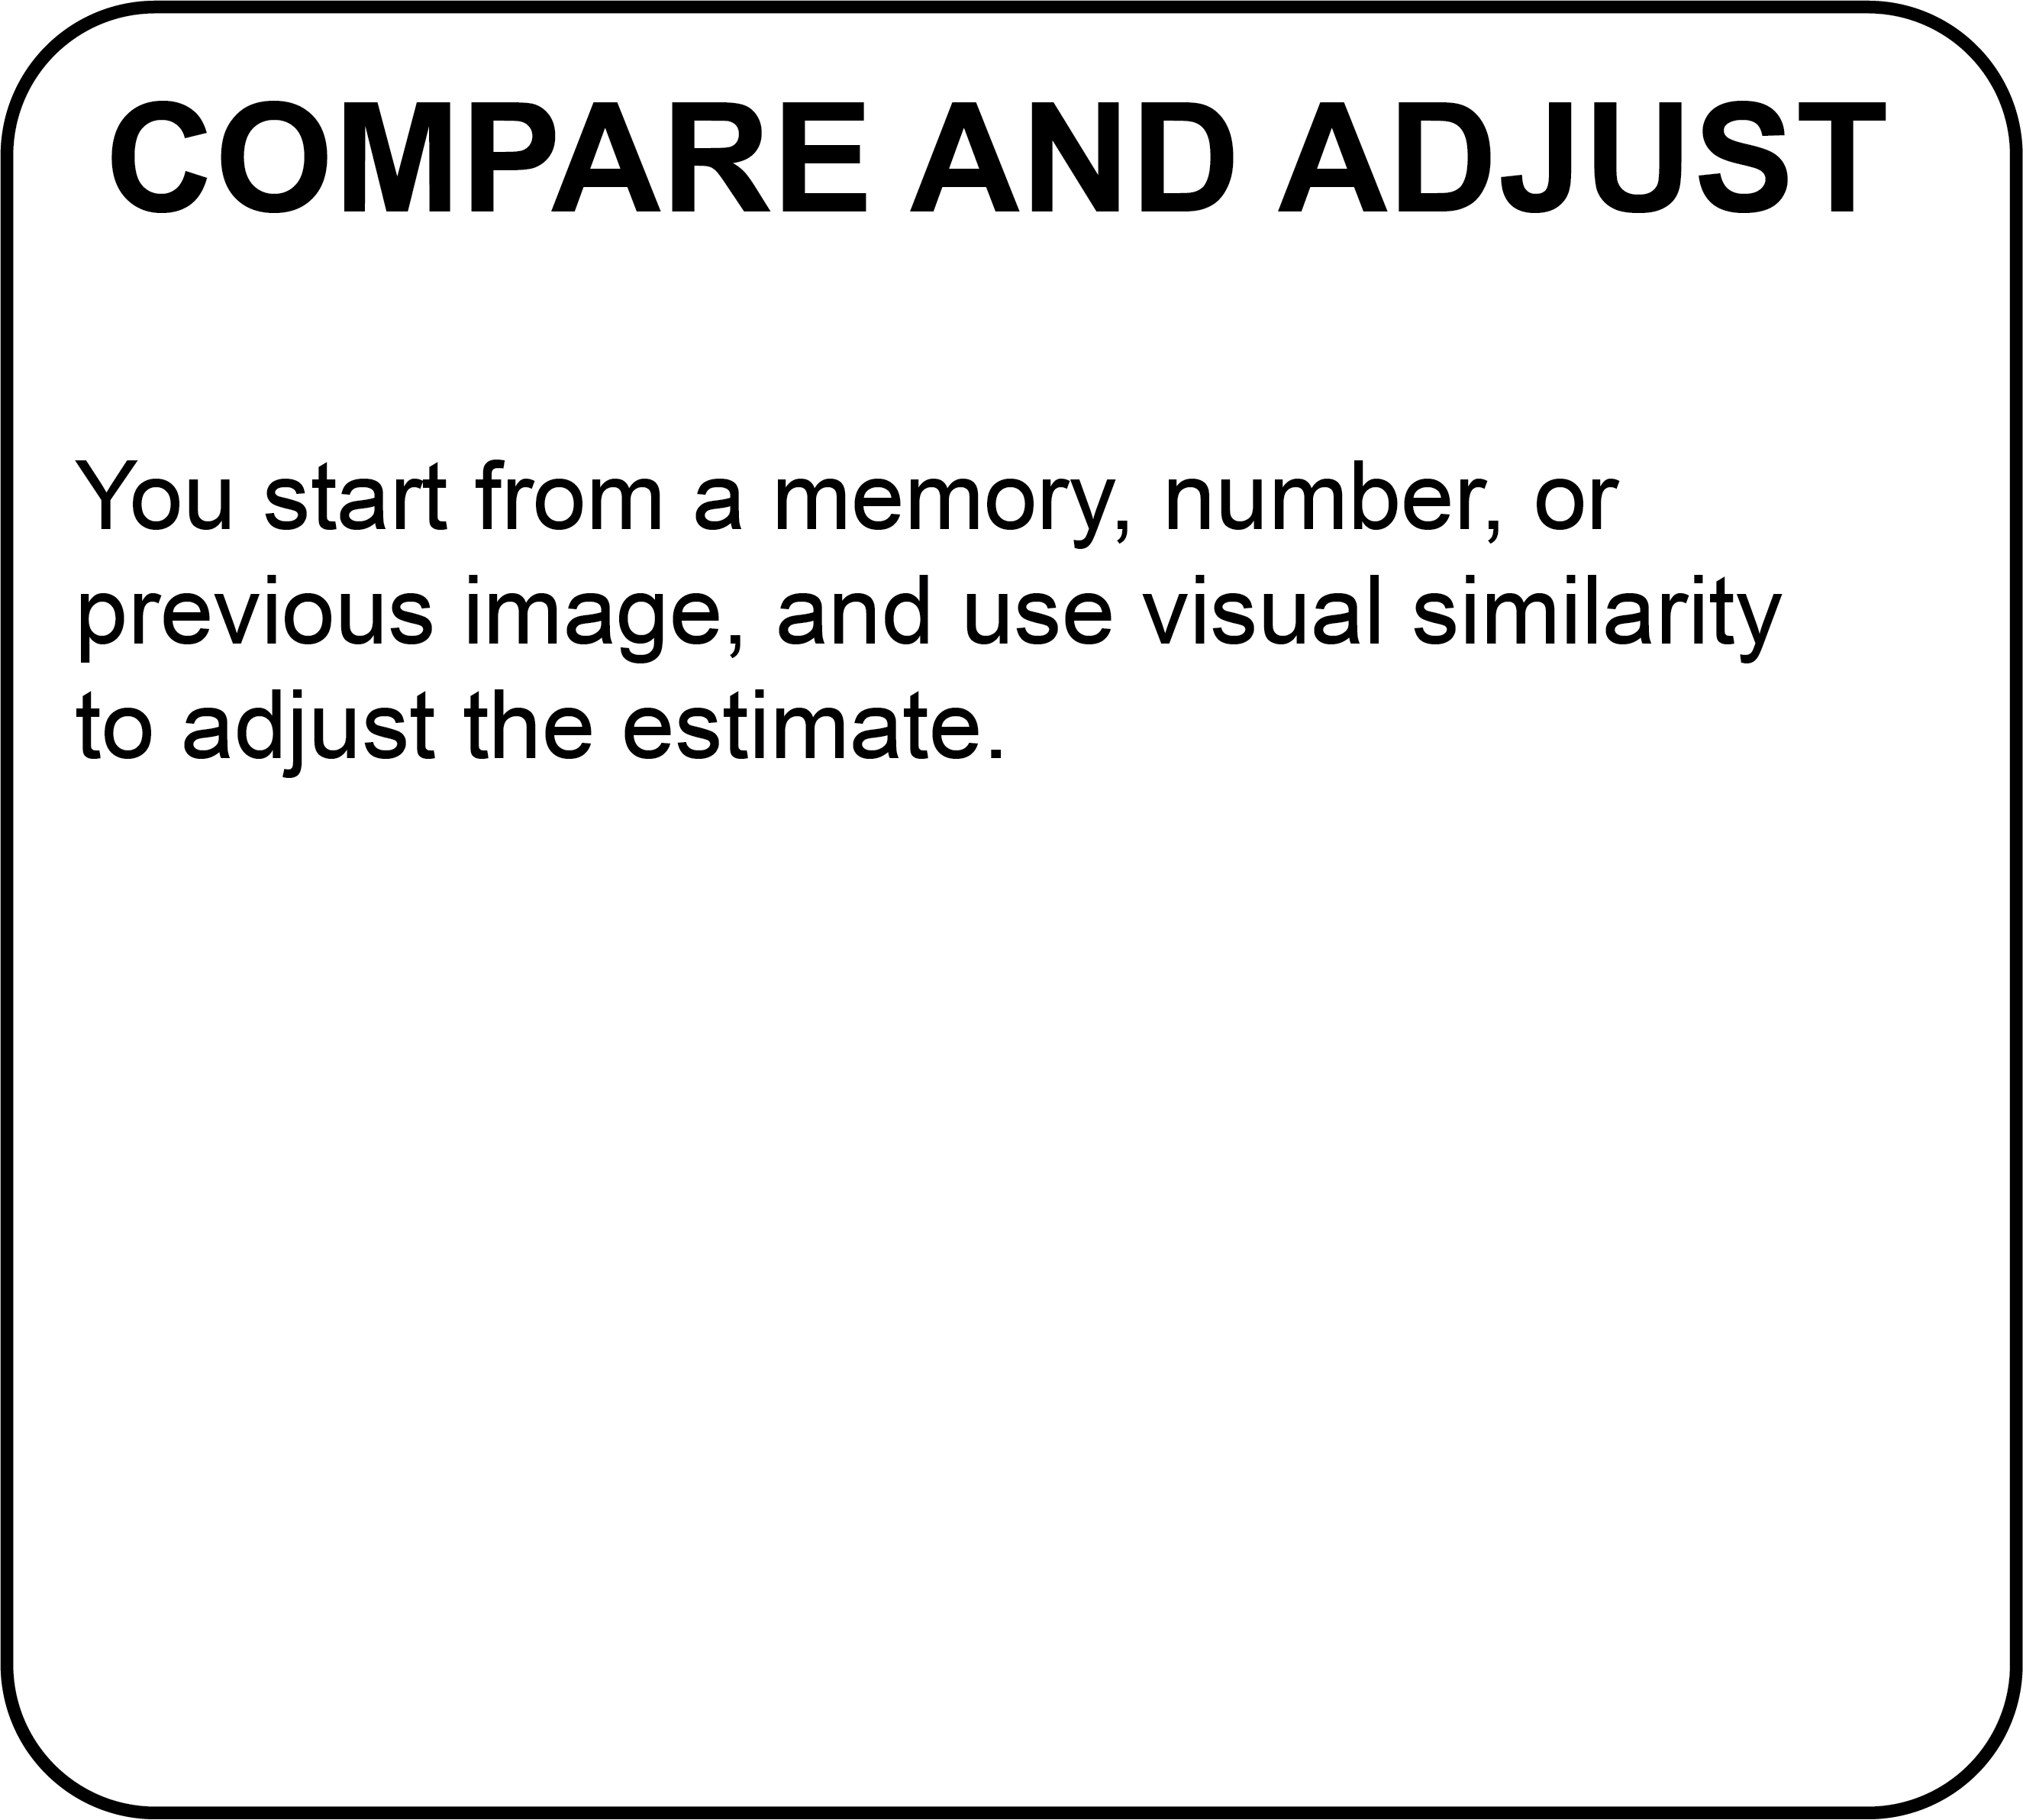 COMPARE AND ADJUST
You start from a memory, number, or
previous image, and use visual similarity
to adjust the estimate.